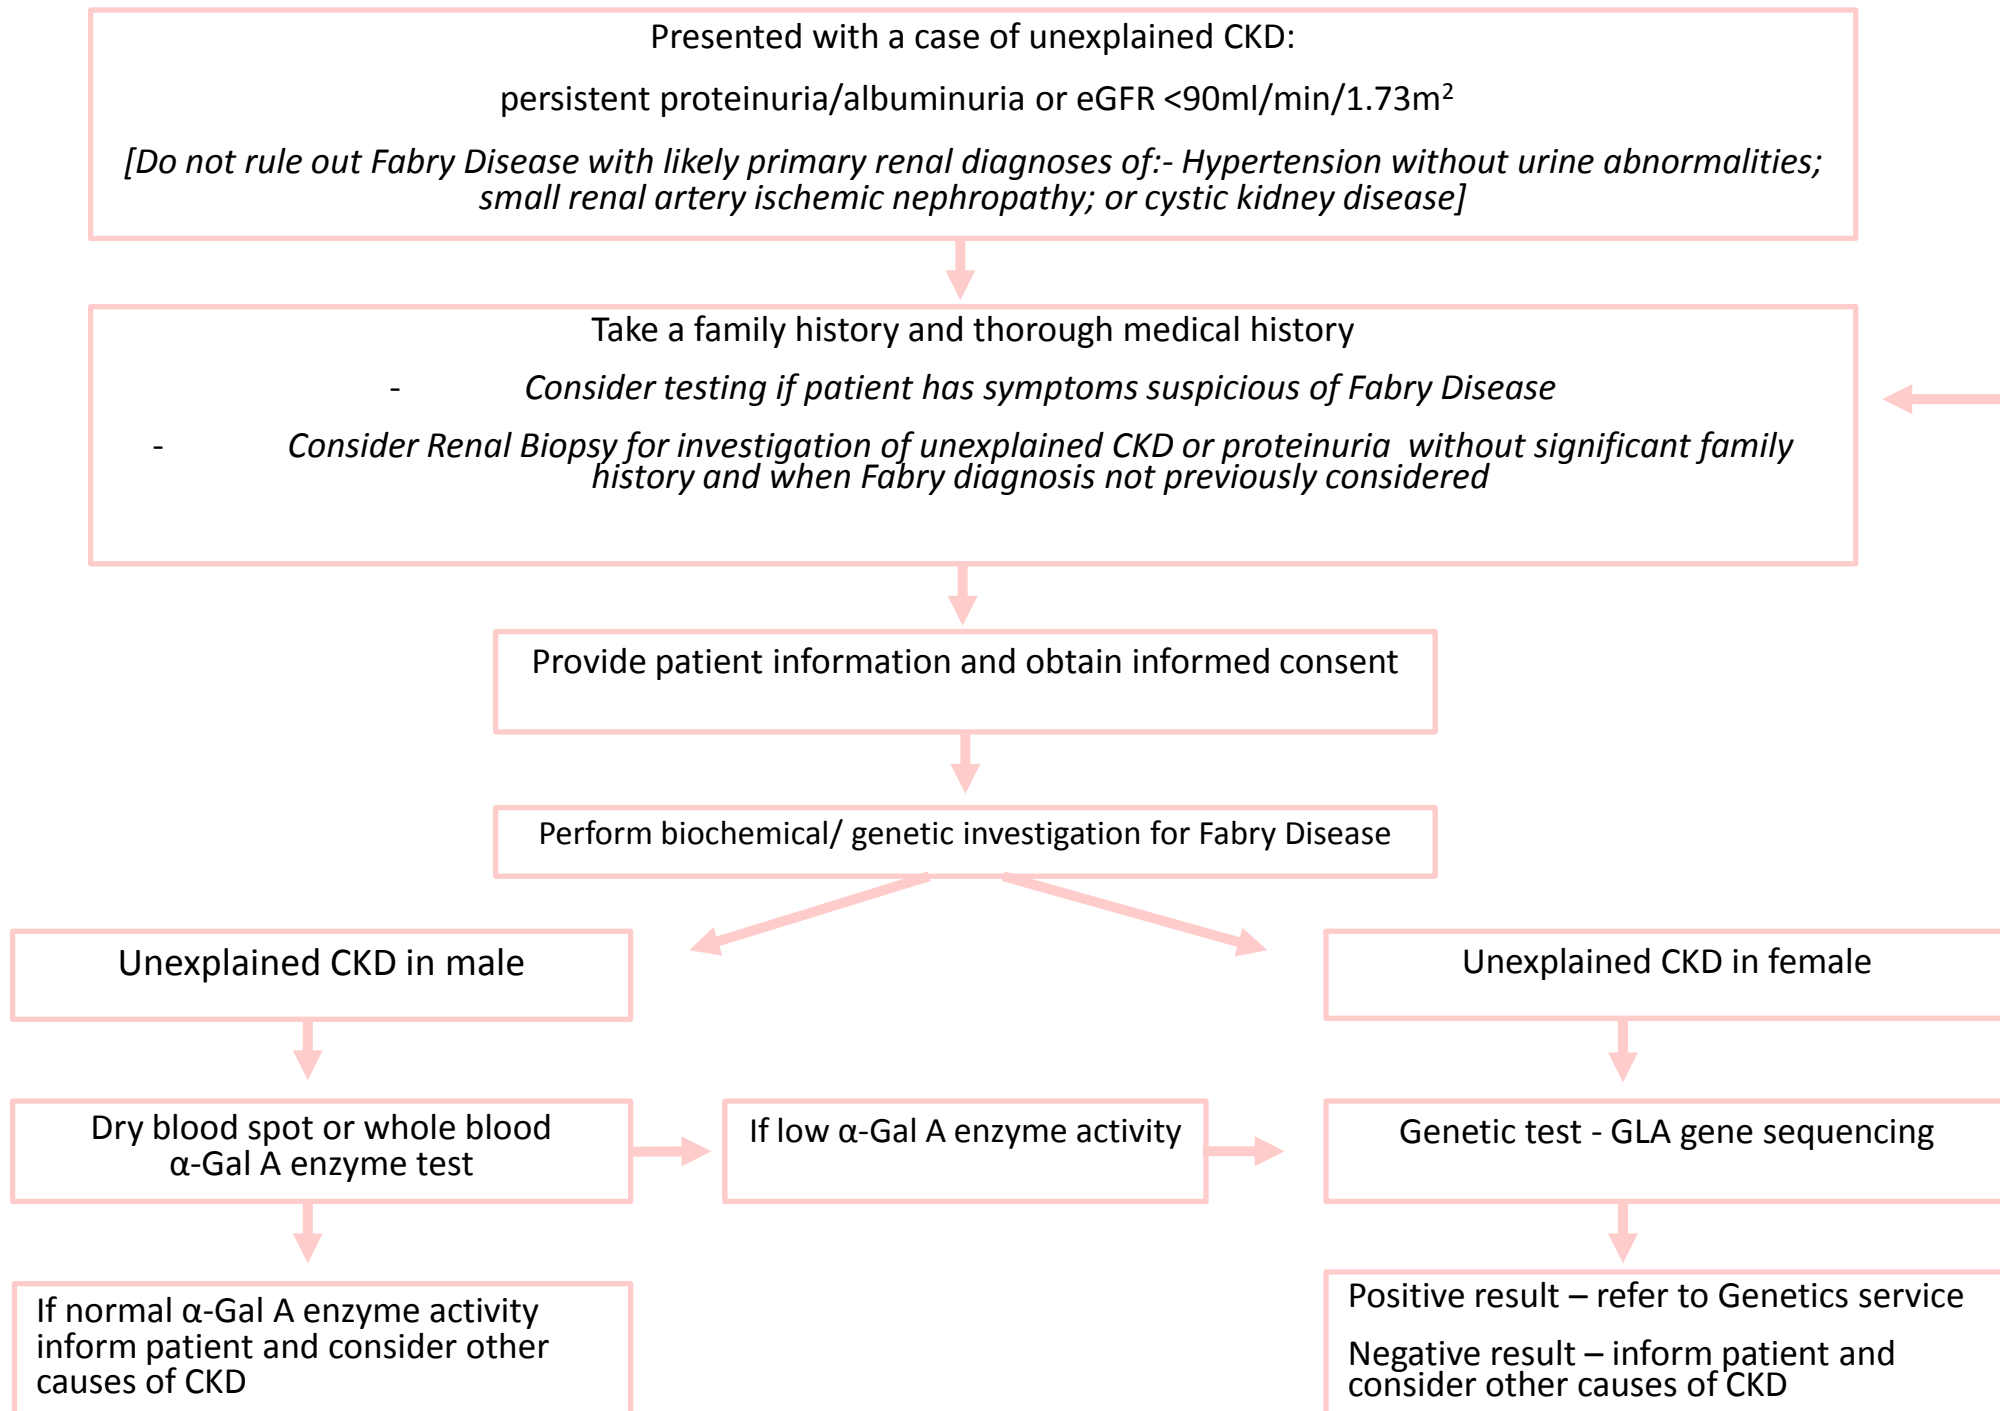 Presented with a case of unexplained CKD:
persistent proteinuria/albuminuria or eGFR <90ml/min/1.73m²
[Do not rule out Fabry Disease with likely primary renal diagnoses of:- Hypertension without urine abnormalities;
small renal artery ischemic nephropathy; or cystic kidney disease]
Take a family history and thorough medical history
- Consider testing if patient has symptoms suspicious of Fabry Disease
- Consider Renal Biopsy for investigation of unexplained CKD or proteinuria without significant family
history and when Fabry diagnosis not previously considered
Provide patient information and obtain informed consent
Perform biochemical/ genetic investigation for Fabry Disease
Unexplained CKD in male
Unexplained CKD in female
Dry blood spot or whole blood
α-Gal A enzyme test
If low α-Gal A enzyme activity
Genetic test - GLA gene sequencing
If normal α-Gal A enzyme activity
inform patient and consider other
causes of CKD
Positive result – refer to Genetics service
Negative result – inform patient and
consider other causes of CKD